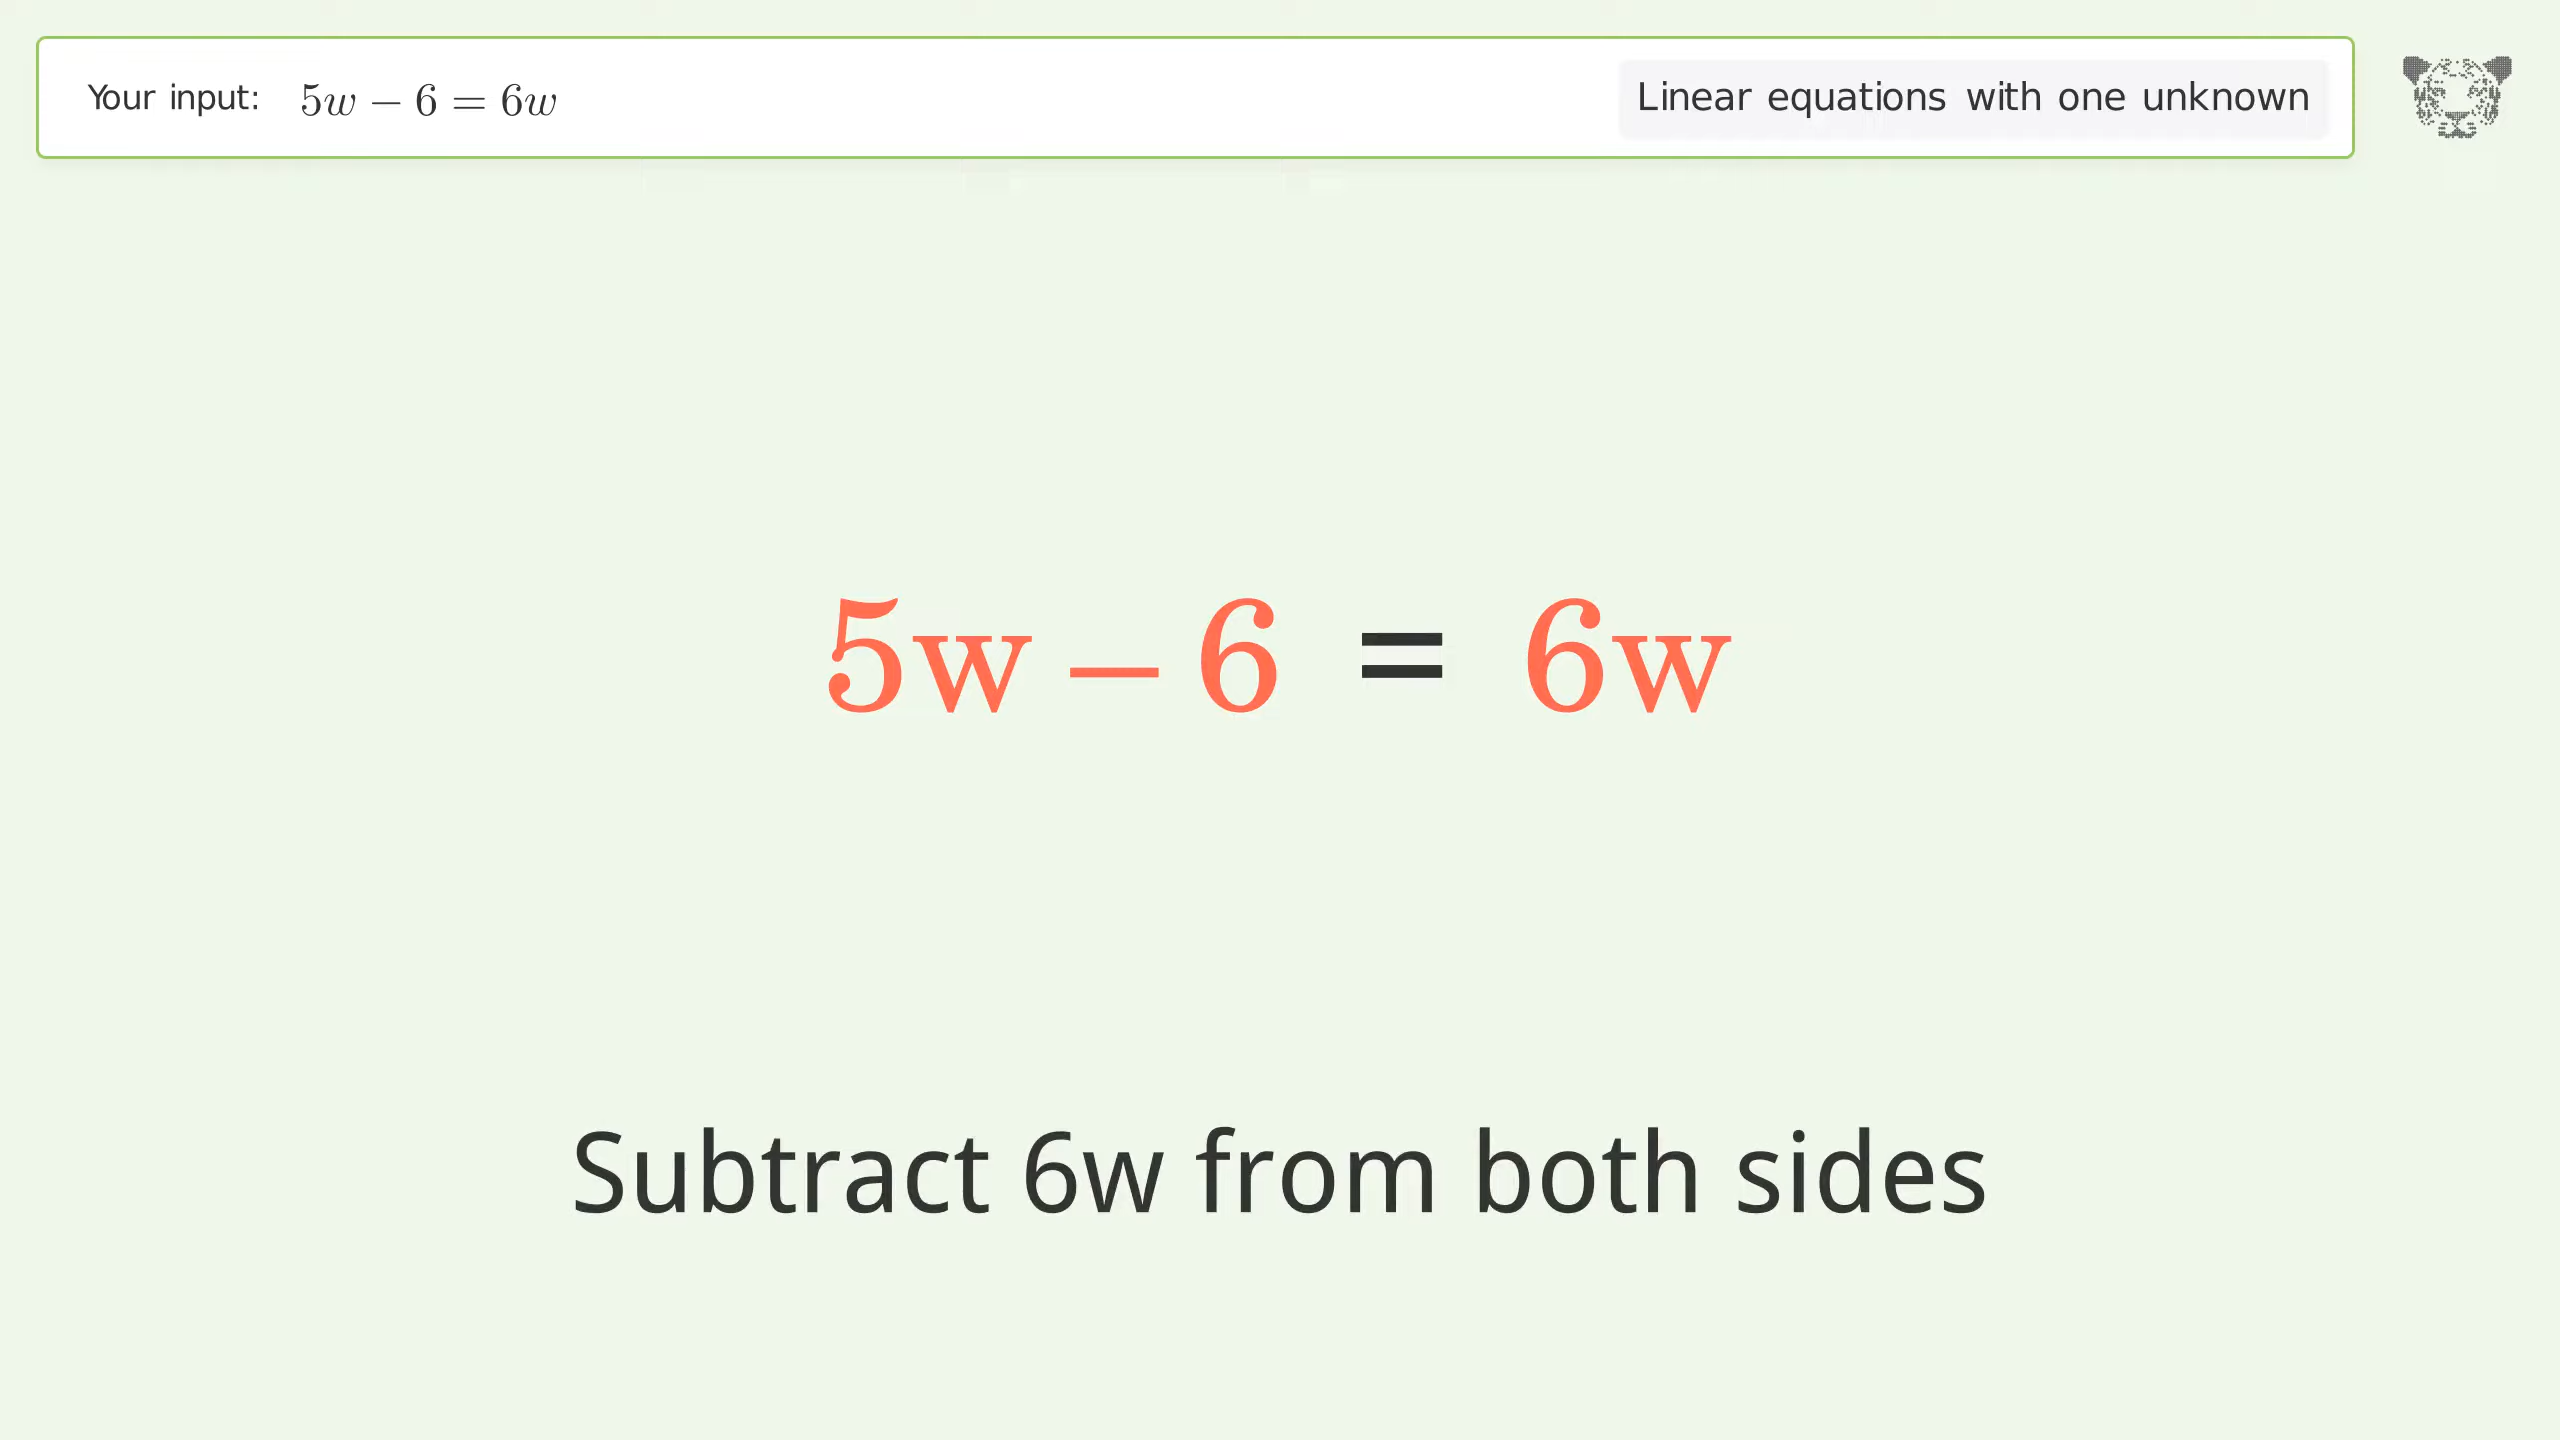 Your input: 5w − 6 = 6w
Linear equations with one unknown
5w − 6 = 6w
Subtract 6w from both sides